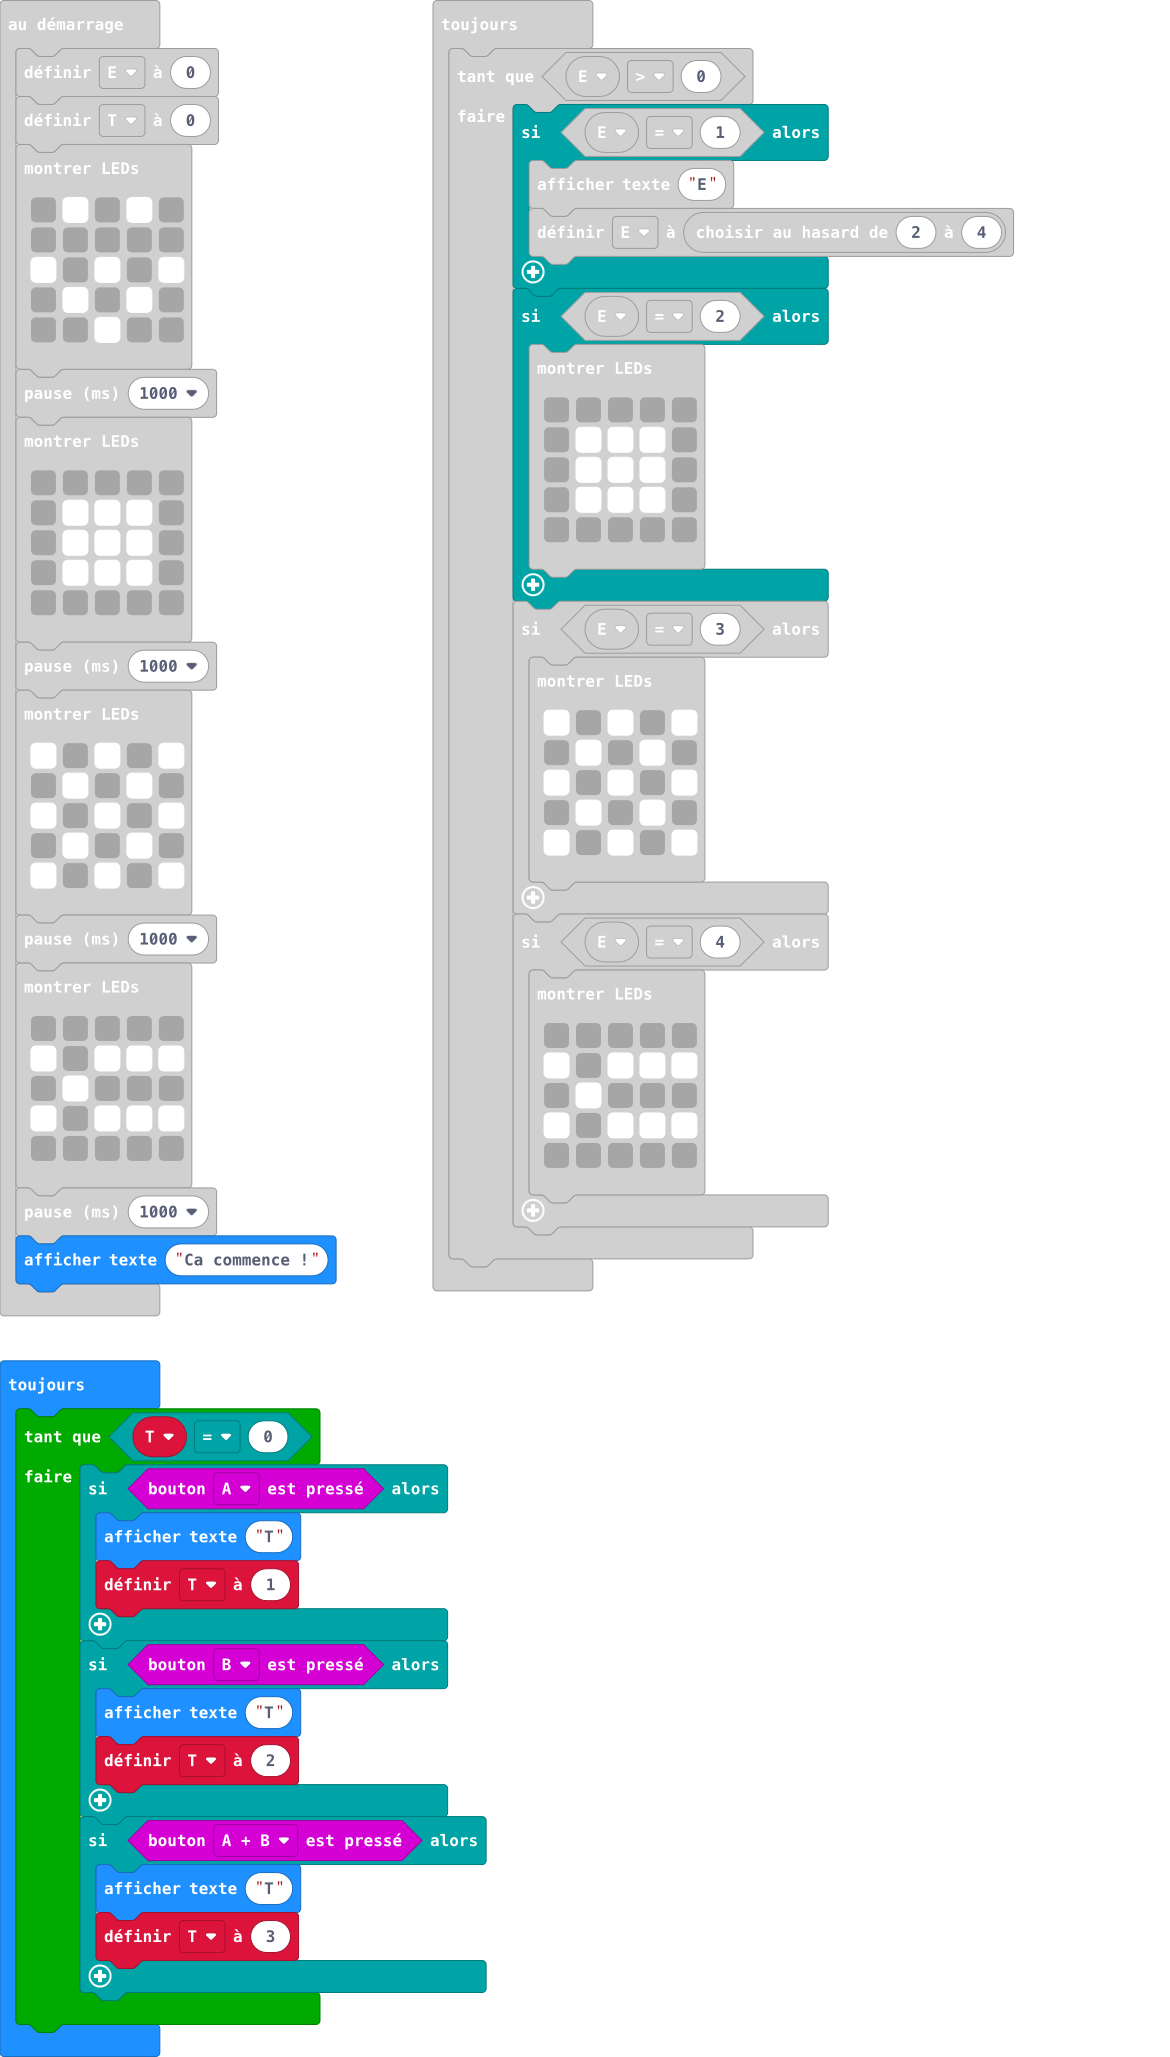 au démarrage
définir E à 0
définir T à 0
montrer LEDs
pause (ms) 1000
montrer LEDs
pause (ms) 1000
montrer LEDs
pause (ms) 1000
montrer LEDs
pause (ms) 1000
afficher texte "Ca commence !"
toujours
tant que E > 0
faire
si E = 1 alors
afficher texte "E"
définir E à choisir au hasard de 2 à 4
si E = 2 alors
montrer LEDs
si E = 3 alors
montrer LEDs
si E = 4 alors
montrer LEDs
toujours
tant que T = 0
faire
si bouton A est pressé alors
afficher texte "T"
définir T à 1
si bouton B est pressé alors
afficher texte "T"
définir T à 2
si bouton A + B est pressé alors
afficher texte "T"
définir T à 3